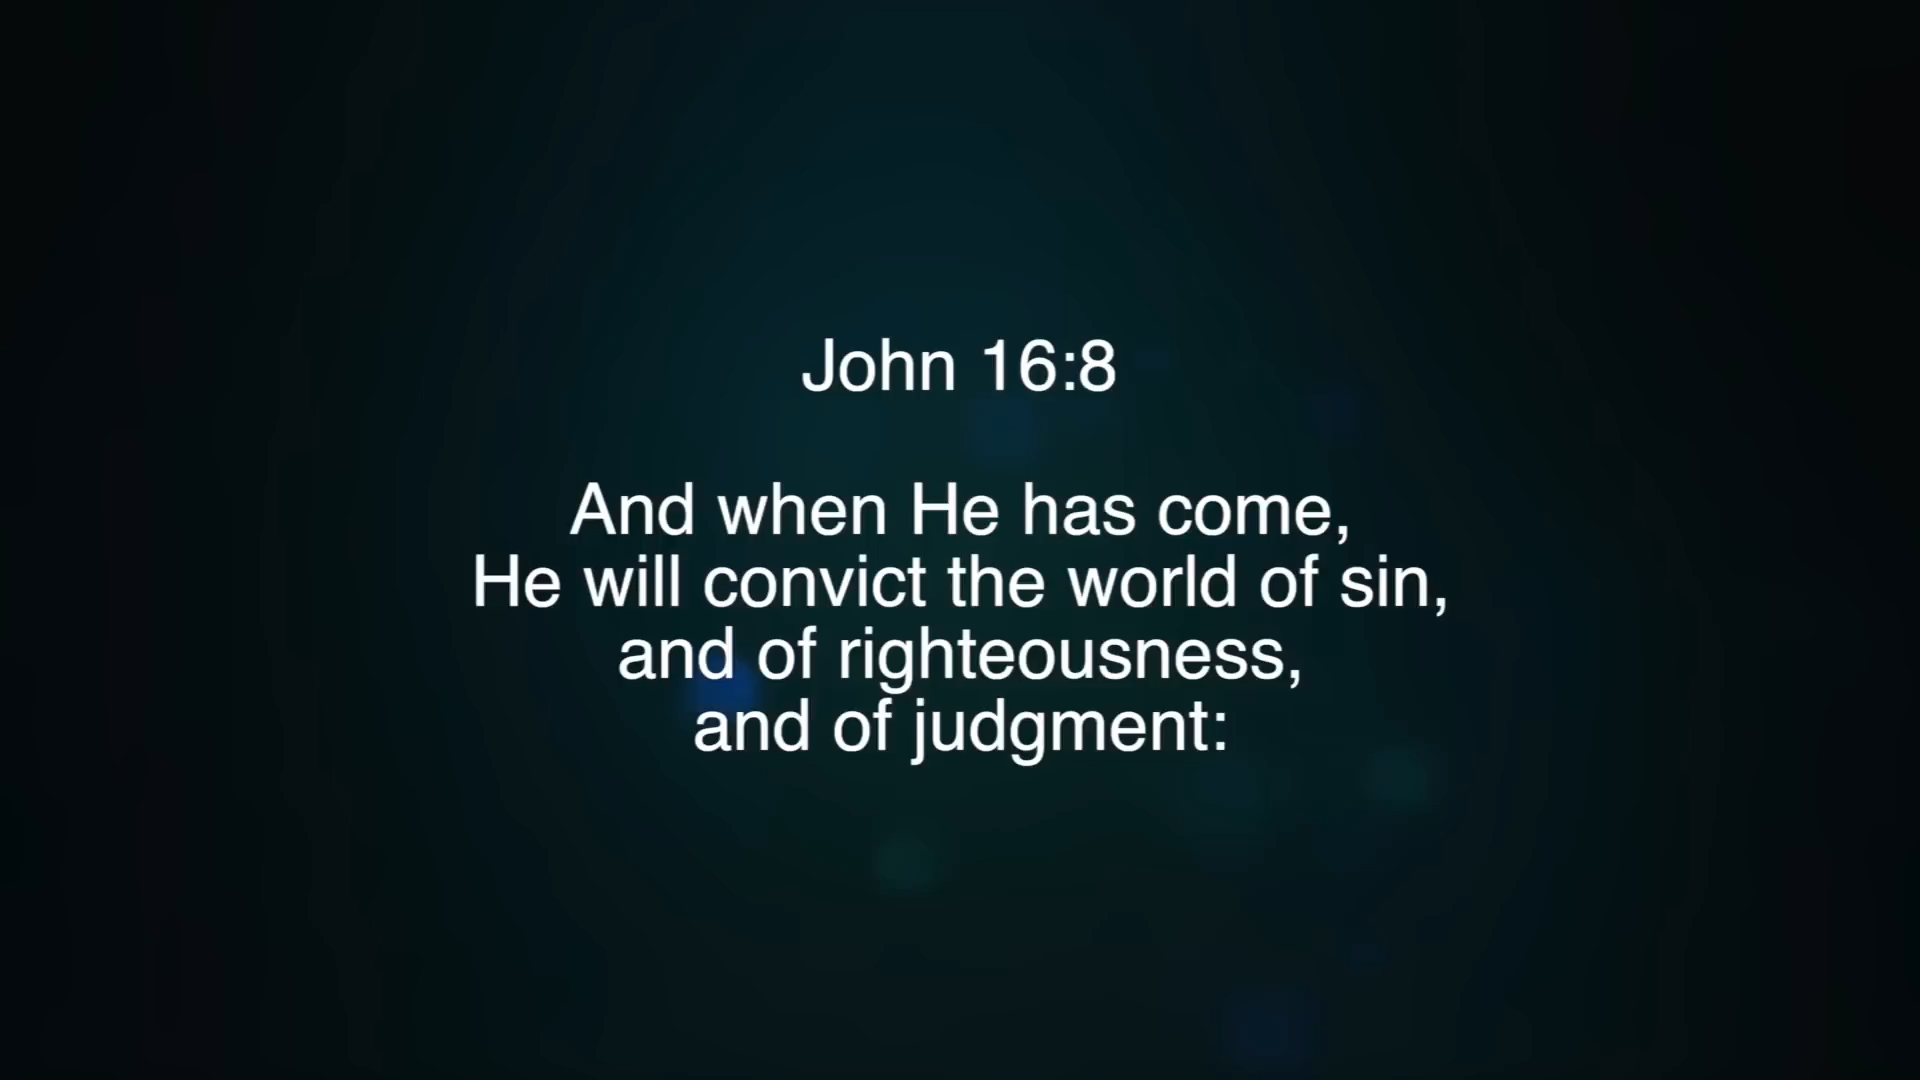 John 16:8
And when He has come,
He will convict the world of sin,
and of righteousness,
and of judgment: